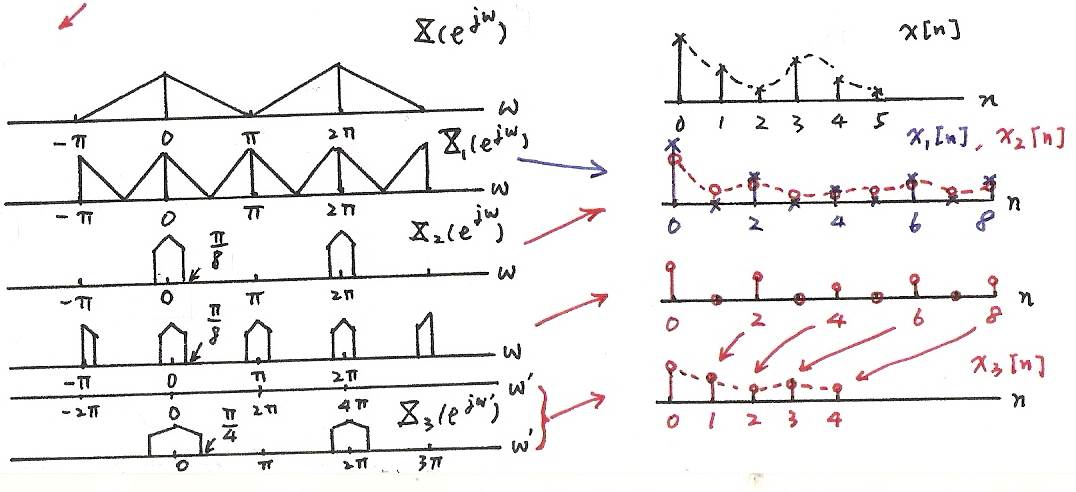 X(e^{jω})
ω
-π 0 π 2π
X₁(e^{jω})
ω
-π 0 π 2π
X₂(e^{jω})
π/8
ω
-π 0 π 2π
π/8
ω
-π 0 π 2π
ω'
-2π 0 2π 4π
X₃(e^{jω'})
π/4
ω'
0 π 2π 3π
x[n]
n
0 1 2 3 4 5
x₁[n], x₂[n]
n
0 2 4 6 8
n
0 2 4 6 8
x₃[n]
n
0 1 2 3 4